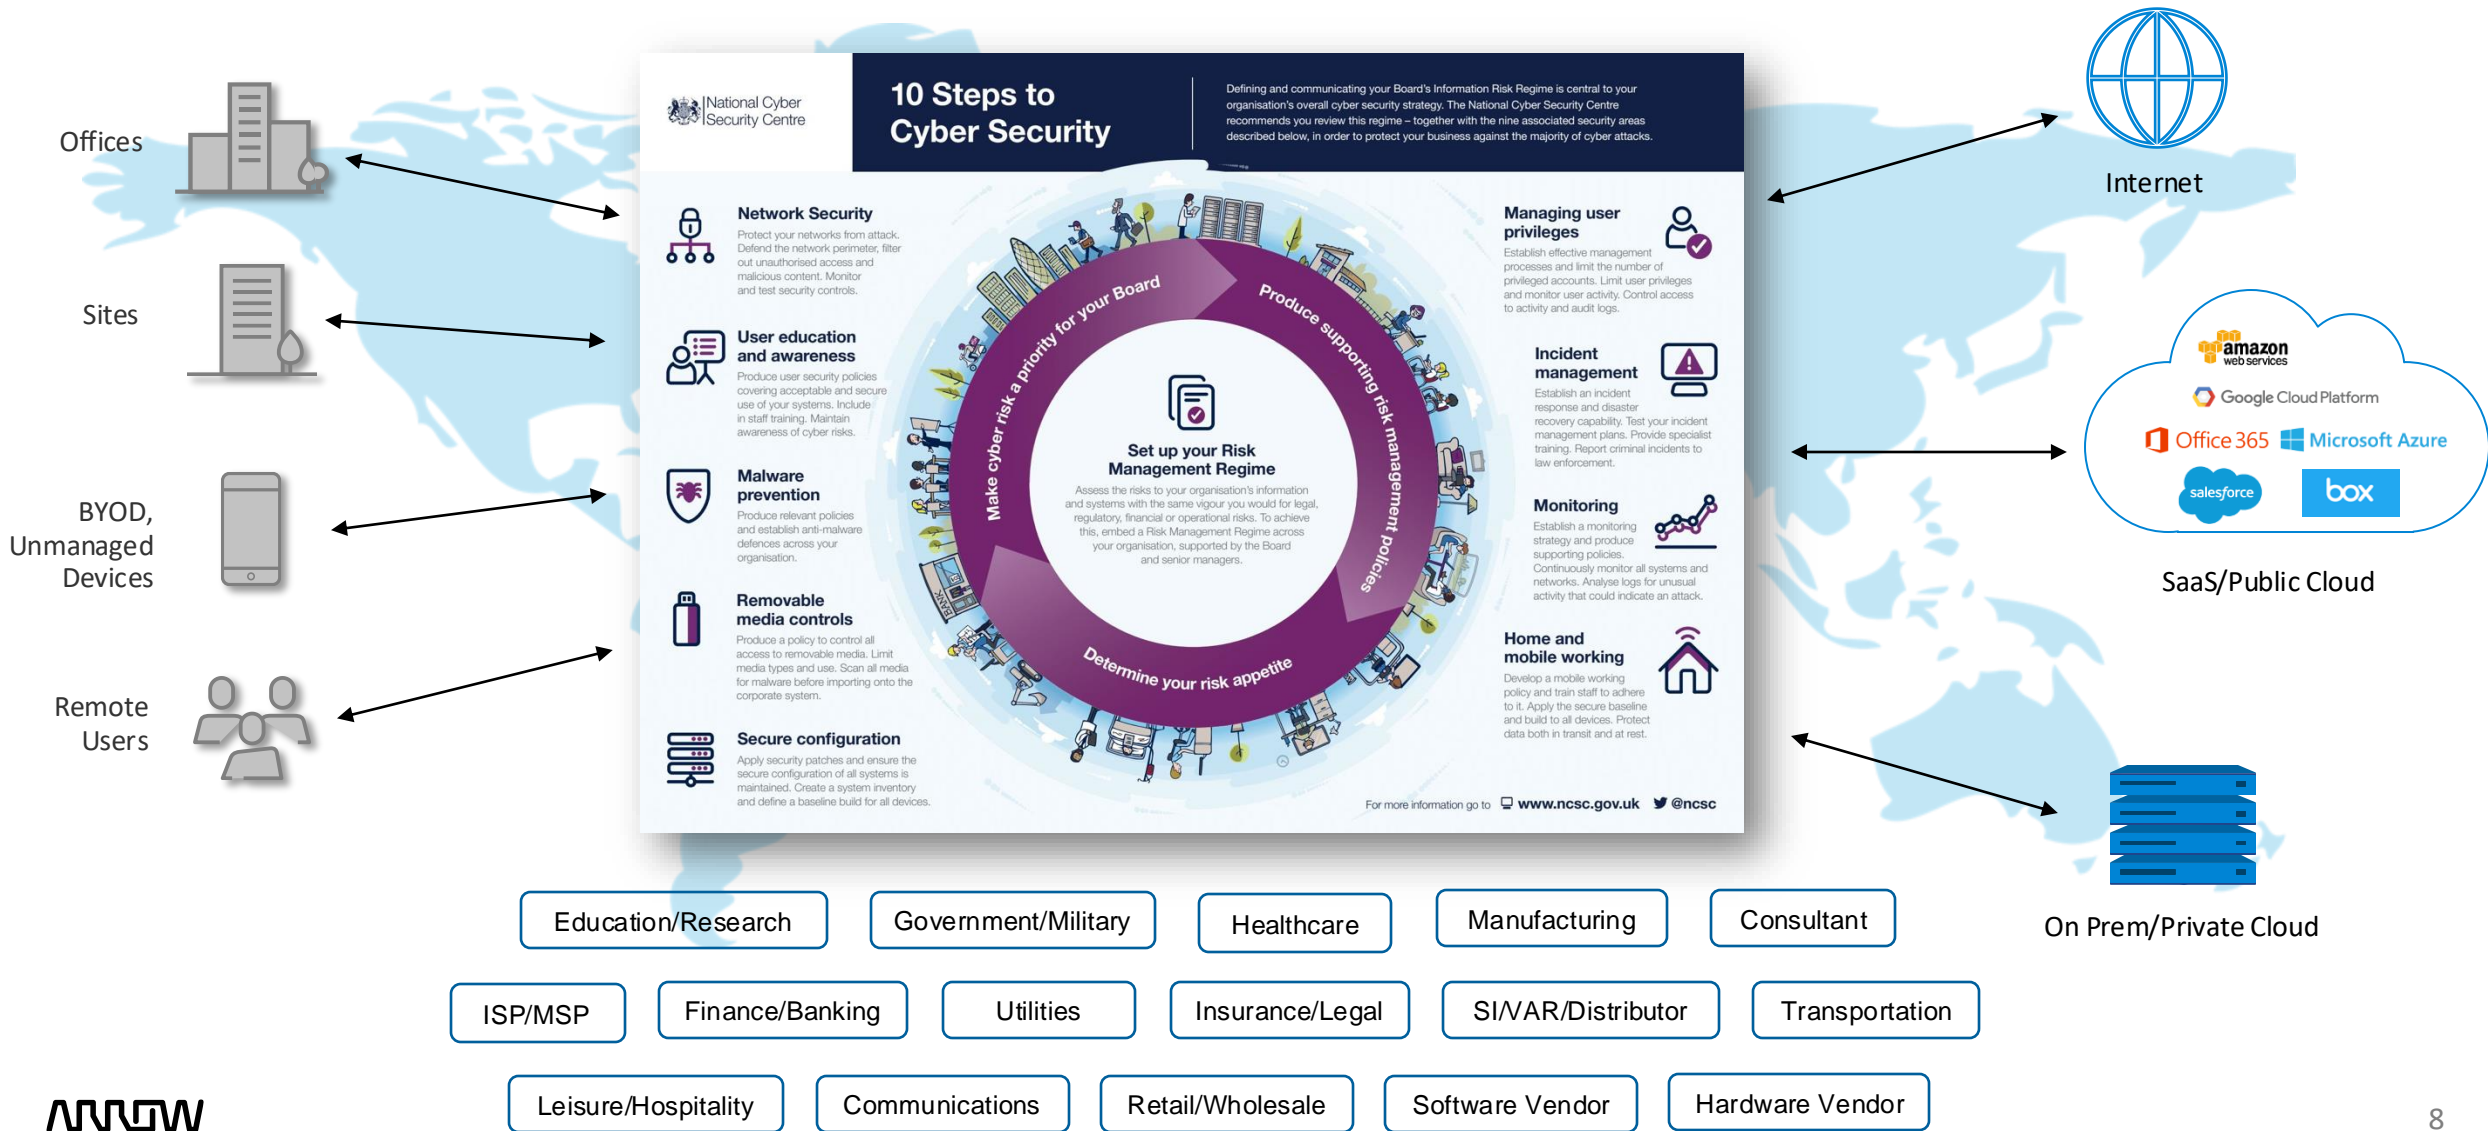 Offices
Sites
BYOD,
Unmanaged
Devices
Remote
Users
National Cyber
Security Centre
10 Steps to
Cyber Security
Defining and communicating your Board's Information Risk Regime is central to your
organisation's overall cyber security strategy. The National Cyber Security Centre
recommends you review this regime – together with the nine associated security areas
described below, in order to protect your business against the majority of cyber attacks.
Network Security
Protect your networks from attack.
Defend the network perimeter, filter
out unauthorised access and
malicious content. Monitor
and test security controls.
User education
and awareness
Produce user security policies
covering acceptable and secure
use of your systems. Include
in staff training. Maintain
awareness of cyber risks.
Malware
prevention
Produce relevant policies
and establish anti-malware
defences across your
organisation.
Removable
media controls
Produce a policy to control all
access to removable media. Limit
media types and use. Scan all media
for malware before importing onto the
corporate system.
Secure configuration
Apply security patches and ensure the
secure configuration of all systems is
maintained. Create a system inventory
and define a baseline build for all devices.
Make cyber risk a priority for your Board
Produce supporting risk management policies
Determine your risk appetite
BANK
Set up your Risk
Management Regime
Assess the risks to your organisation's information
and systems with the same vigour you would for legal,
regulatory, financial or operational risks. To achieve
this, embed a Risk Management Regime across
your organisation, supported by the Board
and senior managers.
Managing user
privileges
Establish effective management
processes and limit the number of
privileged accounts. Limit user privileges
and monitor user activity. Control access
to activity and audit logs.
Incident
management
Establish an incident
response and disaster
recovery capability. Test your incident
management plans. Provide specialist
training. Report criminal incidents to
law enforcement.
Monitoring
Establish a monitoring
strategy and produce
supporting policies.
Continuously monitor all systems and
networks. Analyse logs for unusual
activity that could indicate an attack.
Home and
mobile working
Develop a mobile working
policy and train staff to adhere
to it. Apply the secure baseline
and build to all devices. Protect
data both in transit and at rest.
For more information go to www.ncsc.gov.uk @ncsc
Internet
amazon
web services
Google Cloud Platform
Office 365 Microsoft Azure
salesforce box
SaaS/Public Cloud
On Prem/Private Cloud
Education/Research Government/Military Healthcare Manufacturing Consultant
ISP/MSP Finance/Banking Utilities Insurance/Legal SI/VAR/Distributor Transportation
Leisure/Hospitality Communications Retail/Wholesale Software Vendor Hardware Vendor
ARROW
8